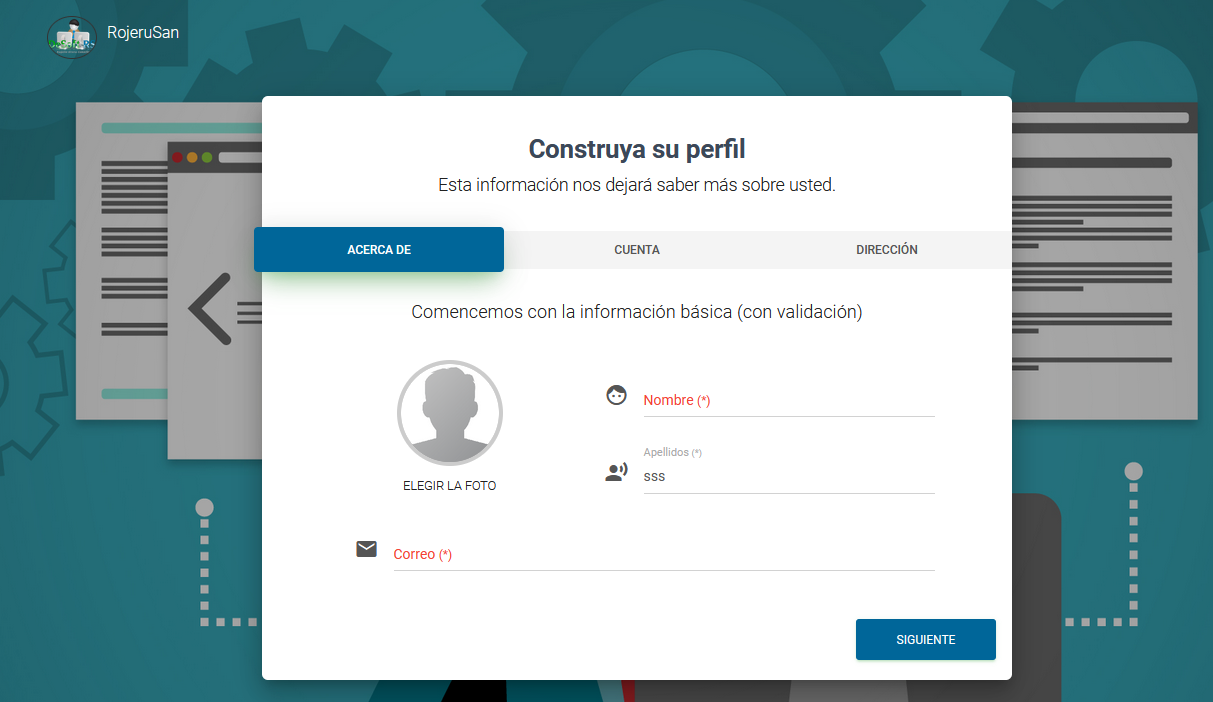 RojeruSan
Construya su perfil
Esta información nos dejará saber más sobre usted.
ACERCA DE
CUENTA
DIRECCIÓN
Comencemos con la información básica (con validación)
ELEGIR LA FOTO
Nombre (*)
Apellidos (*)
sss
Correo (*)
SIGUIENTE